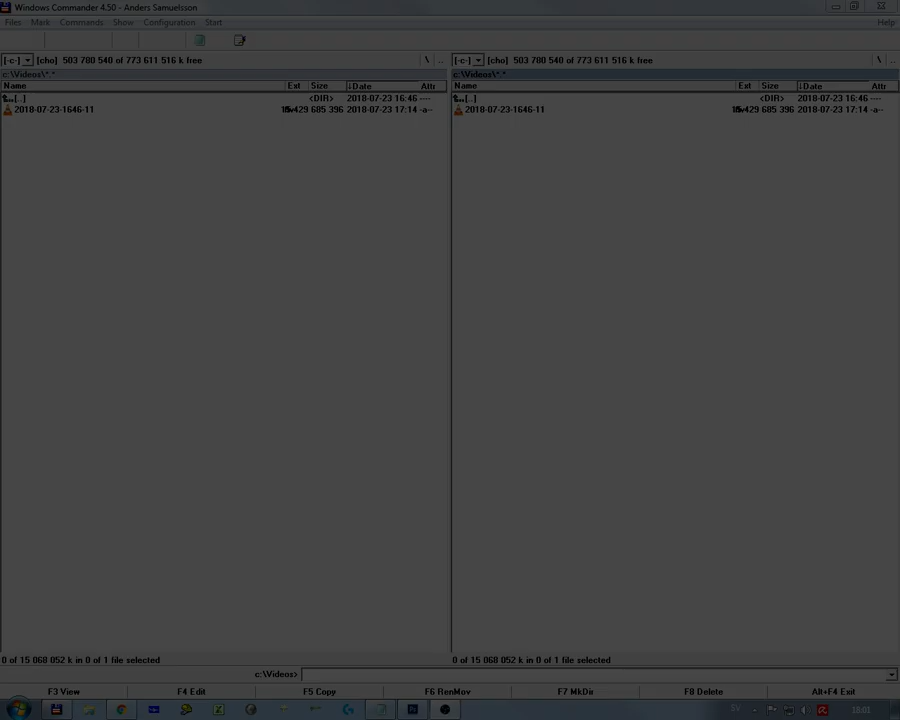 Windows Commander 4.50 - Anders Samuelsson
Files Mark Commands Show Configuration Start Help
[-c-] [cho] 503 780 540 of 773 611 516 k free \ .. [-c-] [cho] 503 780 540 of 773 611 516 k free \ ..
c:\Videos\*.* c:\Videos\*.*
Name Ext Size ↓Date Attr Name Ext Size ↓Date Attr
[..] <DIR> 2018-07-23 16:46 ---- [..] <DIR> 2018-07-23 16:46 ----
2018-07-23-1646-11 429 685 396 2018-07-23 17:14 -a-- 2018-07-23-1646-11 429 685 396 2018-07-23 17:14 -a--
0 of 15 068 052 k in 0 of 1 file selected 0 of 15 068 052 k in 0 of 1 file selected
c:\Videos>
F3 View F4 Edit F5 Copy F6 RenMov F7 MkDir F8 Delete Alt+F4 Exit
SV 18:01